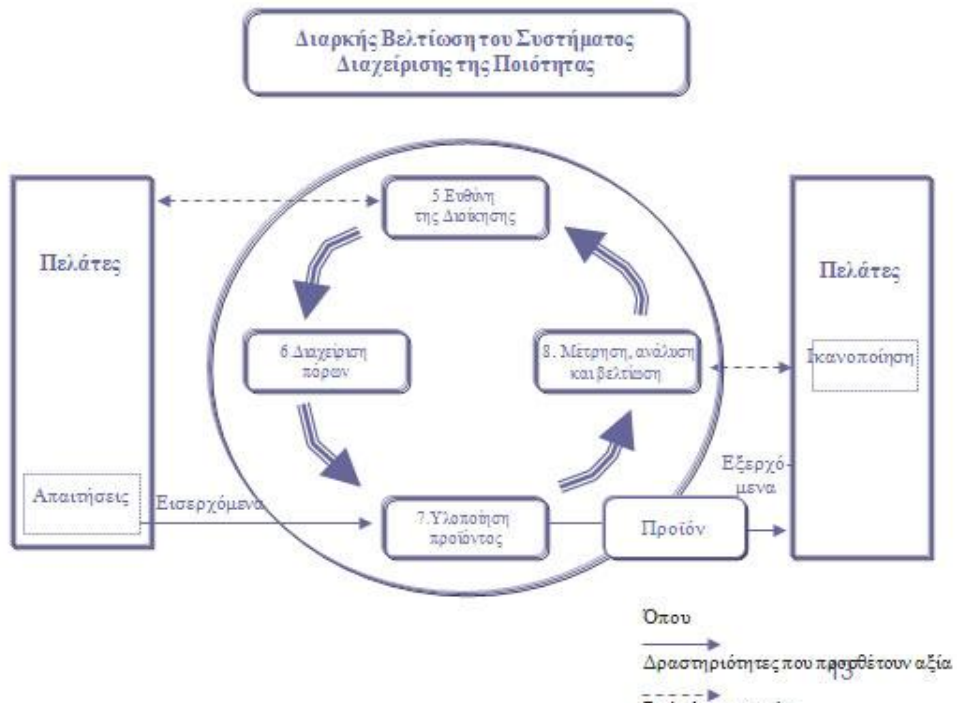 Διαρκής Βελτίωση του Συστήματος
Διαχείρισης της Ποιότητας
5.Ευθύνη
της Διοίκησης
Πελάτες
Πελάτες
6.Διαχείριση
πόρων
8. Μέτρηση, ανάλυση
και βελτίωση
Ικανοποίηση
Απαιτήσεις
Εισερχόμενα
7.Υλοποίηση
προϊόντος
Προϊόν
Εξερχό-
μενα
Όπου
Δραστηριότητες που προσθέτουν αξία